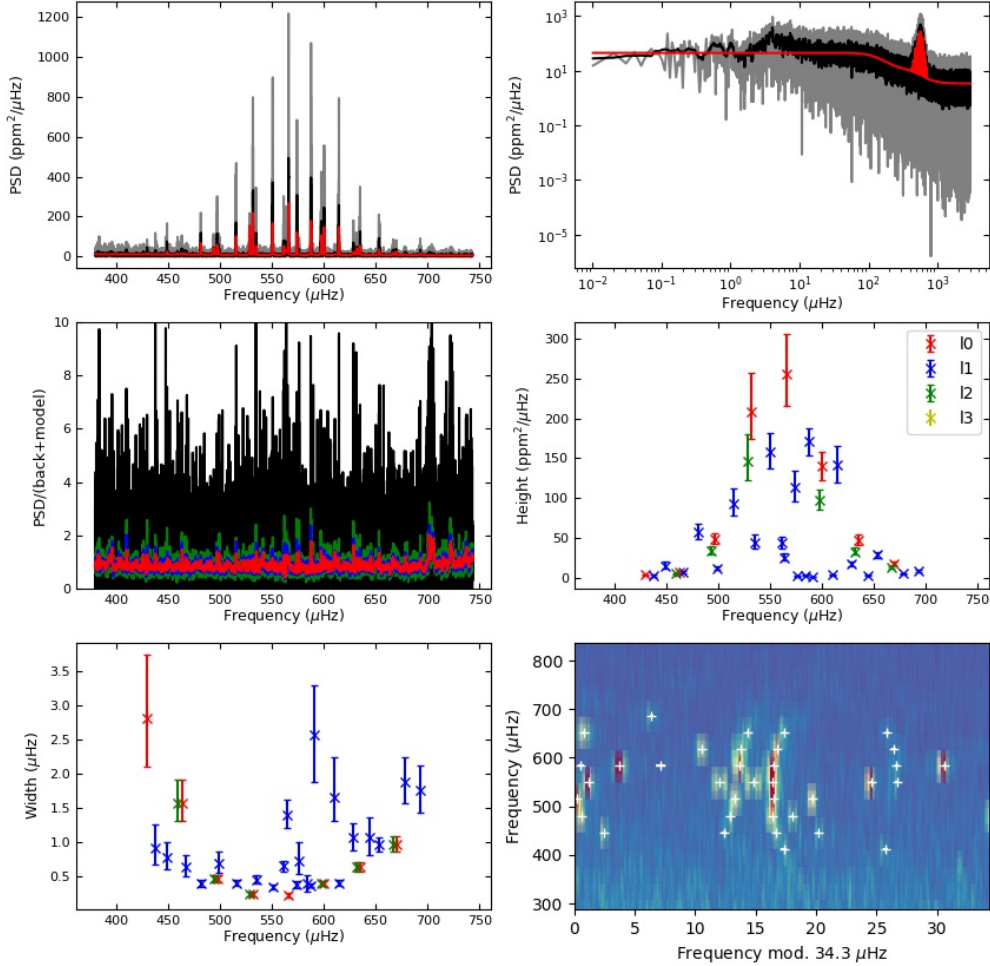 1200
1000
800
600
400
200
0
PSD (ppm²/μHz)
400 450 500 550 600 650 700 750
Frequency (μHz)
10³
10¹
10⁻¹
10⁻³
10⁻⁵
PSD (ppm²/μHz)
10⁻² 10⁻¹ 10⁰ 10¹ 10² 10³
Frequency (μHz)
10
8
6
4
2
0
PSD/(back+model)
400 450 500 550 600 650 700 750
Frequency (μHz)
300
250
200
150
100
50
0
Height (ppm²/μHz)
l0
l1
l2
l3
400 450 500 550 600 650 700 750
Frequency (μHz)
3.5
3.0
2.5
2.0
1.5
1.0
0.5
Width (μHz)
400 450 500 550 600 650 700 750
Frequency (μHz)
800
700
600
500
400
300
Frequency (μHz)
0 5 10 15 20 25 30
Frequency mod. 34.3 μHz